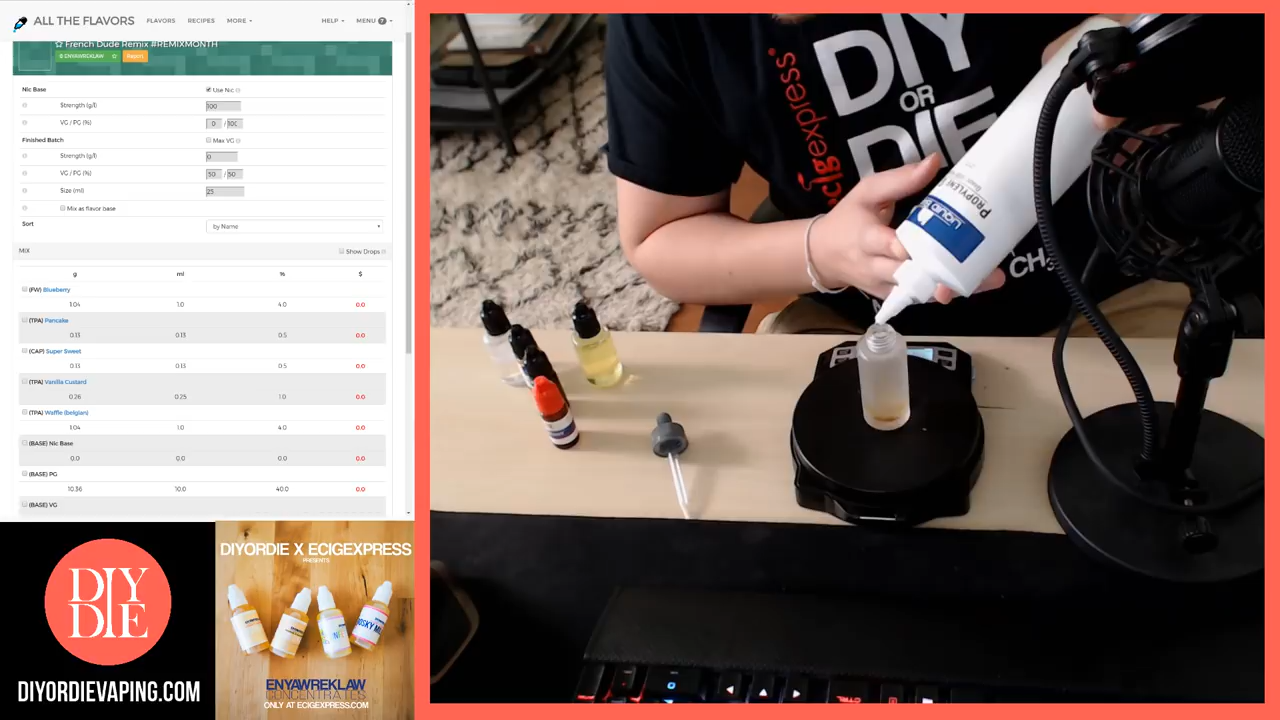 ALL THE FLAVORS
FLAVORS
RECIPES
MORE
HELP
MENU
French Dude Remix #REMIXMONTH
ENYAWREKLAW
Nic Base
Use Nic
Strength (g/l)
100
VG / PG (%)
0 / 100
Finished Batch
Max VG
Strength (g/l)
0
VG / PG (%)
50 / 50
Size (ml)
25
Mix as flavor base
Sort
by Name
MIX
Show Drops
g ml % $
(FW) Blueberry
1.04 1.0 4.0 0.0
(TPA) Pancake
0.13 0.13 0.5 0.0
(CAP) Super Sweet
0.13 0.13 0.5 0.0
(TPA) Vanilla Custard
0.26 0.25 1.0 0.0
(TPA) Waffle (belgian)
1.04 1.0 4.0 0.0
(BASE) Nic Base
0.0 0.0 0.0 0.0
(BASE) PG
10.36 10.0 40.0 0.0
(BASE) VG
DIY
DIE
DIYORDIEVAPING.COM
DIYORDIE X ECIGEXPRESS
PRESENTS
ENYAWREKLAW
CONCENTRATES
ONLY AT ECIGEXPRESS.COM
DIY
OR
DIE
ecigexpress
LIQUID
CTRL